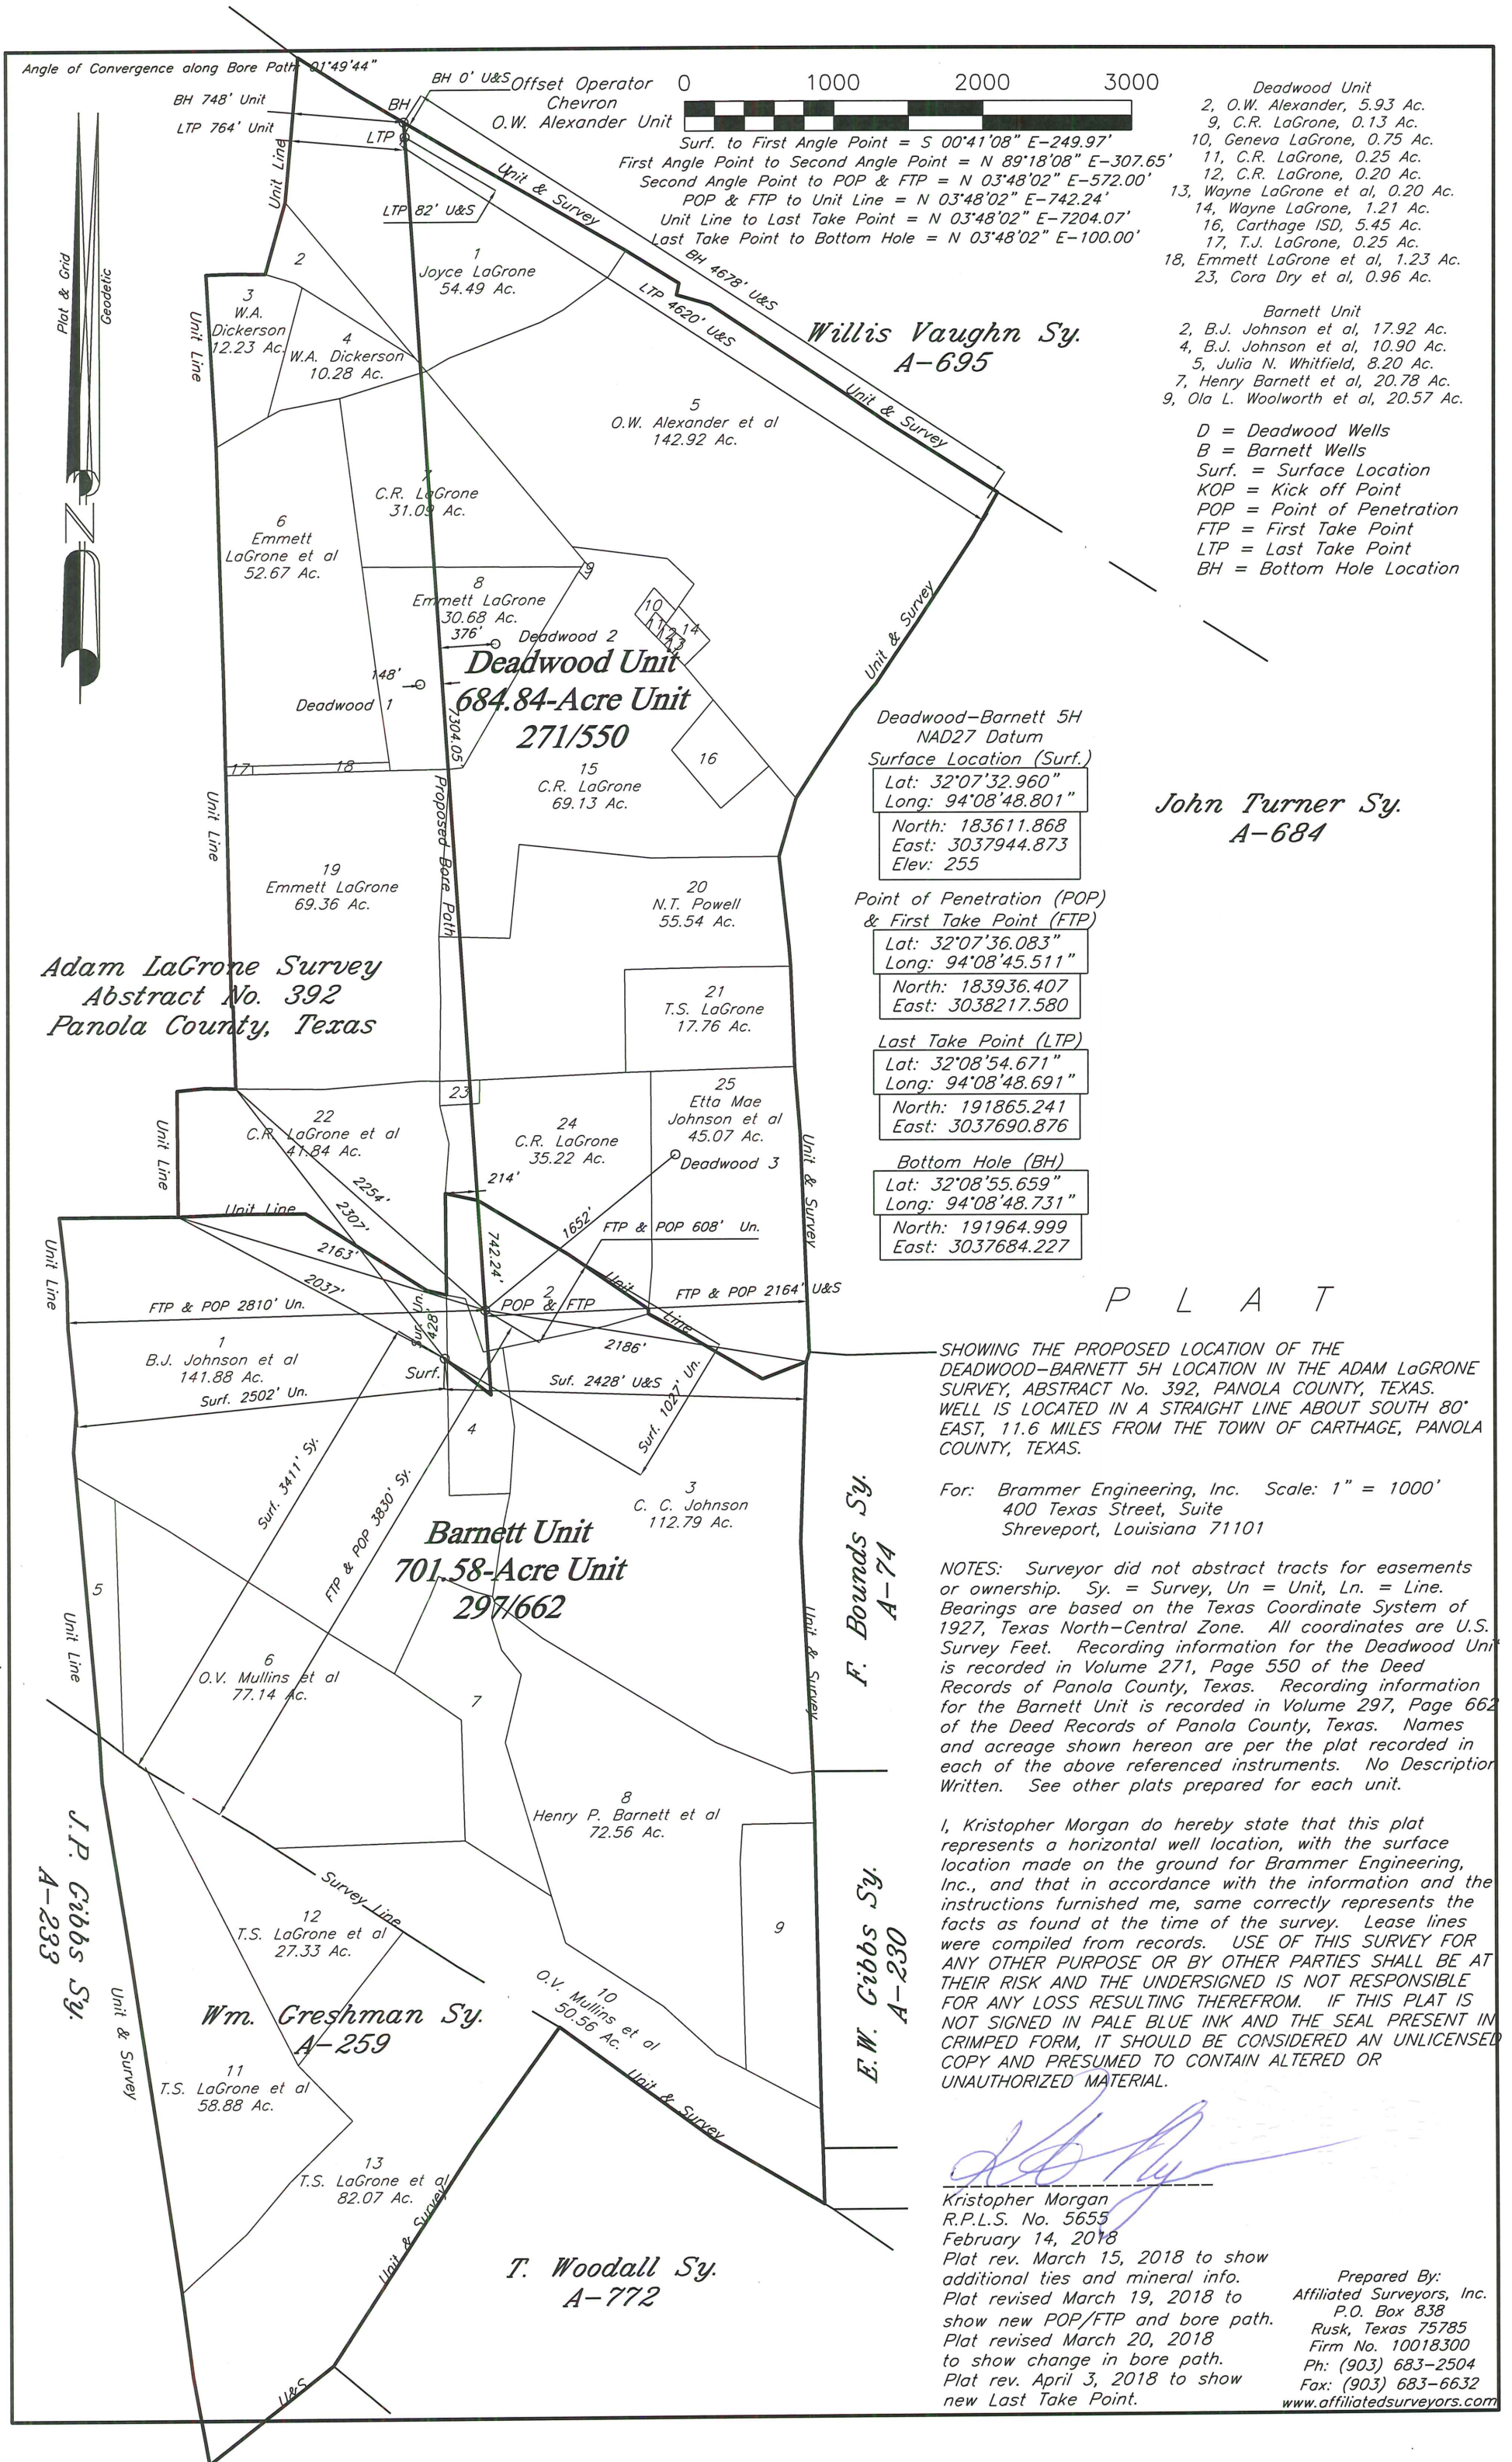 Angle of Convergence along Bore Path: 01°49'44"
BH 0' U&S
Offset Operator
Chevron
O.W. Alexander Unit
0 1000 2000 3000
BH 748' Unit
LTP 764' Unit
BH
LTP
LTP 82' U&S
Surf. to First Angle Point = S 00°41'08" E-249.97'
First Angle Point to Second Angle Point = N 89°18'08" E-307.65'
Second Angle Point to POP & FTP = N 03°48'02" E-572.00'
POP & FTP to Unit Line = N 03°48'02" E-742.24'
Unit Line to Last Take Point = N 03°48'02" E-7204.07'
Last Take Point to Bottom Hole = N 03°48'02" E-100.00'
Deadwood Unit
2, O.W. Alexander, 5.93 Ac.
9, C.R. LaGrone, 0.13 Ac.
10, Geneva LaGrone, 0.75 Ac.
11, C.R. LaGrone, 0.25 Ac.
12, C.R. LaGrone, 0.20 Ac.
13, Wayne LaGrone et al, 0.20 Ac.
14, Wayne LaGrone, 1.21 Ac.
16, Carthage ISD, 5.45 Ac.
17, T.J. LaGrone, 0.25 Ac.
18, Emmett LaGrone et al, 1.23 Ac.
23, Cora Dry et al, 0.96 Ac.
Barnett Unit
2, B.J. Johnson et al, 17.92 Ac.
4, B.J. Johnson et al, 10.90 Ac.
5, Julia N. Whitfield, 8.20 Ac.
7, Henry Barnett et al, 20.78 Ac.
9, Ola L. Woolworth et al, 20.57 Ac.
D = Deadwood Wells
B = Barnett Wells
Surf. = Surface Location
KOP = Kick off Point
POP = Point of Penetration
FTP = First Take Point
LTP = Last Take Point
BH = Bottom Hole Location
Plat & Grid
Geodetic
N
Unit Line
Unit & Survey
BH 4678' U&S
LTP 4620' U&S
Unit & Survey
Unit & Survey
Willis Vaughn Sy.
A-695
1
Joyce LaGrone
54.49 Ac.
2
3
W.A.
Dickerson
12.23 Ac.
4
W.A. Dickerson
10.28 Ac.
Unit Line
5
O.W. Alexander et al
142.92 Ac.
6
Emmett
LaGrone et al
52.67 Ac.
7
C.R. LaGrone
31.09 Ac.
8
Emmett LaGrone
30.68 Ac.
9
10
11
12
13
14
376'
Deadwood 2
148'
Deadwood 1
Deadwood Unit
684.84-Acre Unit
271/550
7304.05'
Proposed Bore Path
15
C.R. LaGrone
69.13 Ac.
16
17
18
Unit Line
19
Emmett LaGrone
69.36 Ac.
20
N.T. Powell
55.54 Ac.
21
T.S. LaGrone
17.76 Ac.
Adam LaGrone Survey
Abstract No. 392
Panola County, Texas
John Turner Sy.
A-684
Deadwood-Barnett 5H
NAD27 Datum
Surface Location (Surf.)
Lat: 32°07'32.960"
Long: 94°08'48.801"
North: 183611.868
East: 3037944.873
Elev: 255
Point of Penetration (POP)
& First Take Point (FTP)
Lat: 32°07'36.083"
Long: 94°08'45.511"
North: 183936.407
East: 3038217.580
Last Take Point (LTP)
Lat: 32°08'54.671"
Long: 94°08'48.691"
North: 191865.241
East: 3037690.876
Bottom Hole (BH)
Lat: 32°08'55.659"
Long: 94°08'48.731"
North: 191964.999
East: 3037684.227
22
C.R. LaGrone et al
41.84 Ac.
23
24
C.R. LaGrone
35.22 Ac.
25
Etta Mae
Johnson et al
45.07 Ac.
Deadwood 3
Unit Line
Unit Line
Unit Line
Unit & Survey
214'
2254'
2307'
2163'
2037'
1652'
742.24'
FTP & POP 608' Un.
FTP & POP 2810' Un.
FTP & POP 2164' U&S
2
POP & FTP
Unit
Line
Sur. Un.
428'
Surf.
2186'
1
B.J. Johnson et al
141.88 Ac.
Surf. 2502' Un.
Suf. 2428' U&S
Surf. 1027' Un.
4
Surf. 3411' Sy.
FTP & POP 3830' Sy.
3
C. C. Johnson
112.79 Ac.
Barnett Unit
701.58-Acre Unit
297/662
5
Unit Line
6
O.V. Mullins et al
77.14 Ac.
7
Unit & Survey
F. Bounds Sy.
A-74
8
Henry P. Barnett et al
72.56 Ac.
9
Survey Line
J.P. Gibbs Sy.
A-233
Unit & Survey
12
T.S. LaGrone et al
27.33 Ac.
Wm. Greshman Sy.
A-259
10
O.V. Mullins et al
50.56 Ac.
Unit & Survey
E.W. Gibbs Sy.
A-230
11
T.S. LaGrone et al
58.88 Ac.
13
T.S. LaGrone et al
82.07 Ac.
Unit & Survey
T. Woodall Sy.
A-772
U&S
P L A T
SHOWING THE PROPOSED LOCATION OF THE
DEADWOOD-BARNETT 5H LOCATION IN THE ADAM LaGRONE
SURVEY, ABSTRACT No. 392, PANOLA COUNTY, TEXAS.
WELL IS LOCATED IN A STRAIGHT LINE ABOUT SOUTH 80°
EAST, 11.6 MILES FROM THE TOWN OF CARTHAGE, PANOLA
COUNTY, TEXAS.
For: Brammer Engineering, Inc. Scale: 1" = 1000'
400 Texas Street, Suite
Shreveport, Louisiana 71101
NOTES: Surveyor did not abstract tracts for easements
or ownership. Sy. = Survey, Un = Unit, Ln. = Line.
Bearings are based on the Texas Coordinate System of
1927, Texas North-Central Zone. All coordinates are U.S.
Survey Feet. Recording information for the Deadwood Unit
is recorded in Volume 271, Page 550 of the Deed
Records of Panola County, Texas. Recording information
for the Barnett Unit is recorded in Volume 297, Page 662
of the Deed Records of Panola County, Texas. Names
and acreage shown hereon are per the plat recorded in
each of the above referenced instruments. No Description
Written. See other plats prepared for each unit.
I, Kristopher Morgan do hereby state that this plat
represents a horizontal well location, with the surface
location made on the ground for Brammer Engineering,
Inc., and that in accordance with the information and the
instructions furnished me, same correctly represents the
facts as found at the time of the survey. Lease lines
were compiled from records. USE OF THIS SURVEY FOR
ANY OTHER PURPOSE OR BY OTHER PARTIES SHALL BE AT
THEIR RISK AND THE UNDERSIGNED IS NOT RESPONSIBLE
FOR ANY LOSS RESULTING THEREFROM. IF THIS PLAT IS
NOT SIGNED IN PALE BLUE INK AND THE SEAL PRESENT IN
CRIMPED FORM, IT SHOULD BE CONSIDERED AN UNLICENSED
COPY AND PRESUMED TO CONTAIN ALTERED OR
UNAUTHORIZED MATERIAL.
Kristopher Morgan
R.P.L.S. No. 5655
February 14, 2018
Plat rev. March 15, 2018 to show
additional ties and mineral info.
Plat revised March 19, 2018 to
show new POP/FTP and bore path.
Plat revised March 20, 2018
to show change in bore path.
Plat rev. April 3, 2018 to show
new Last Take Point.
Prepared By:
Affiliated Surveyors, Inc.
P.O. Box 838
Rusk, Texas 75785
Firm No. 10018300
Ph: (903) 683-2504
Fax: (903) 683-6632
www.affiliatedsurveyors.com